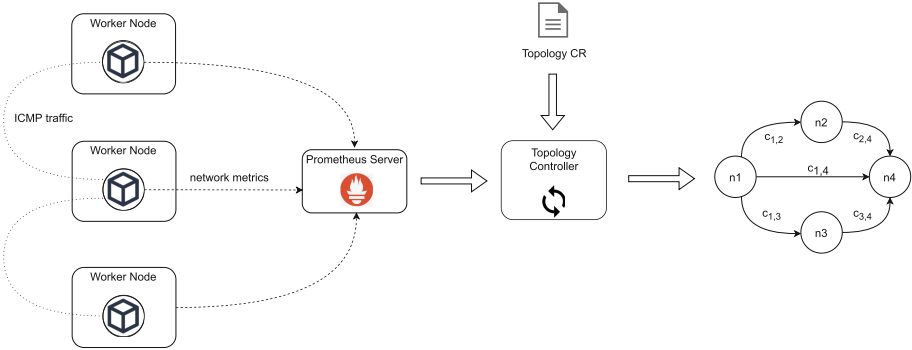 Worker Node
ICMP traffic
Worker Node
network metrics
Worker Node
Prometheus Server
Topology CR
Topology
Controller
n1
n2
n3
n4
c1,2
c2,4
c1,4
c1,3
c3,4